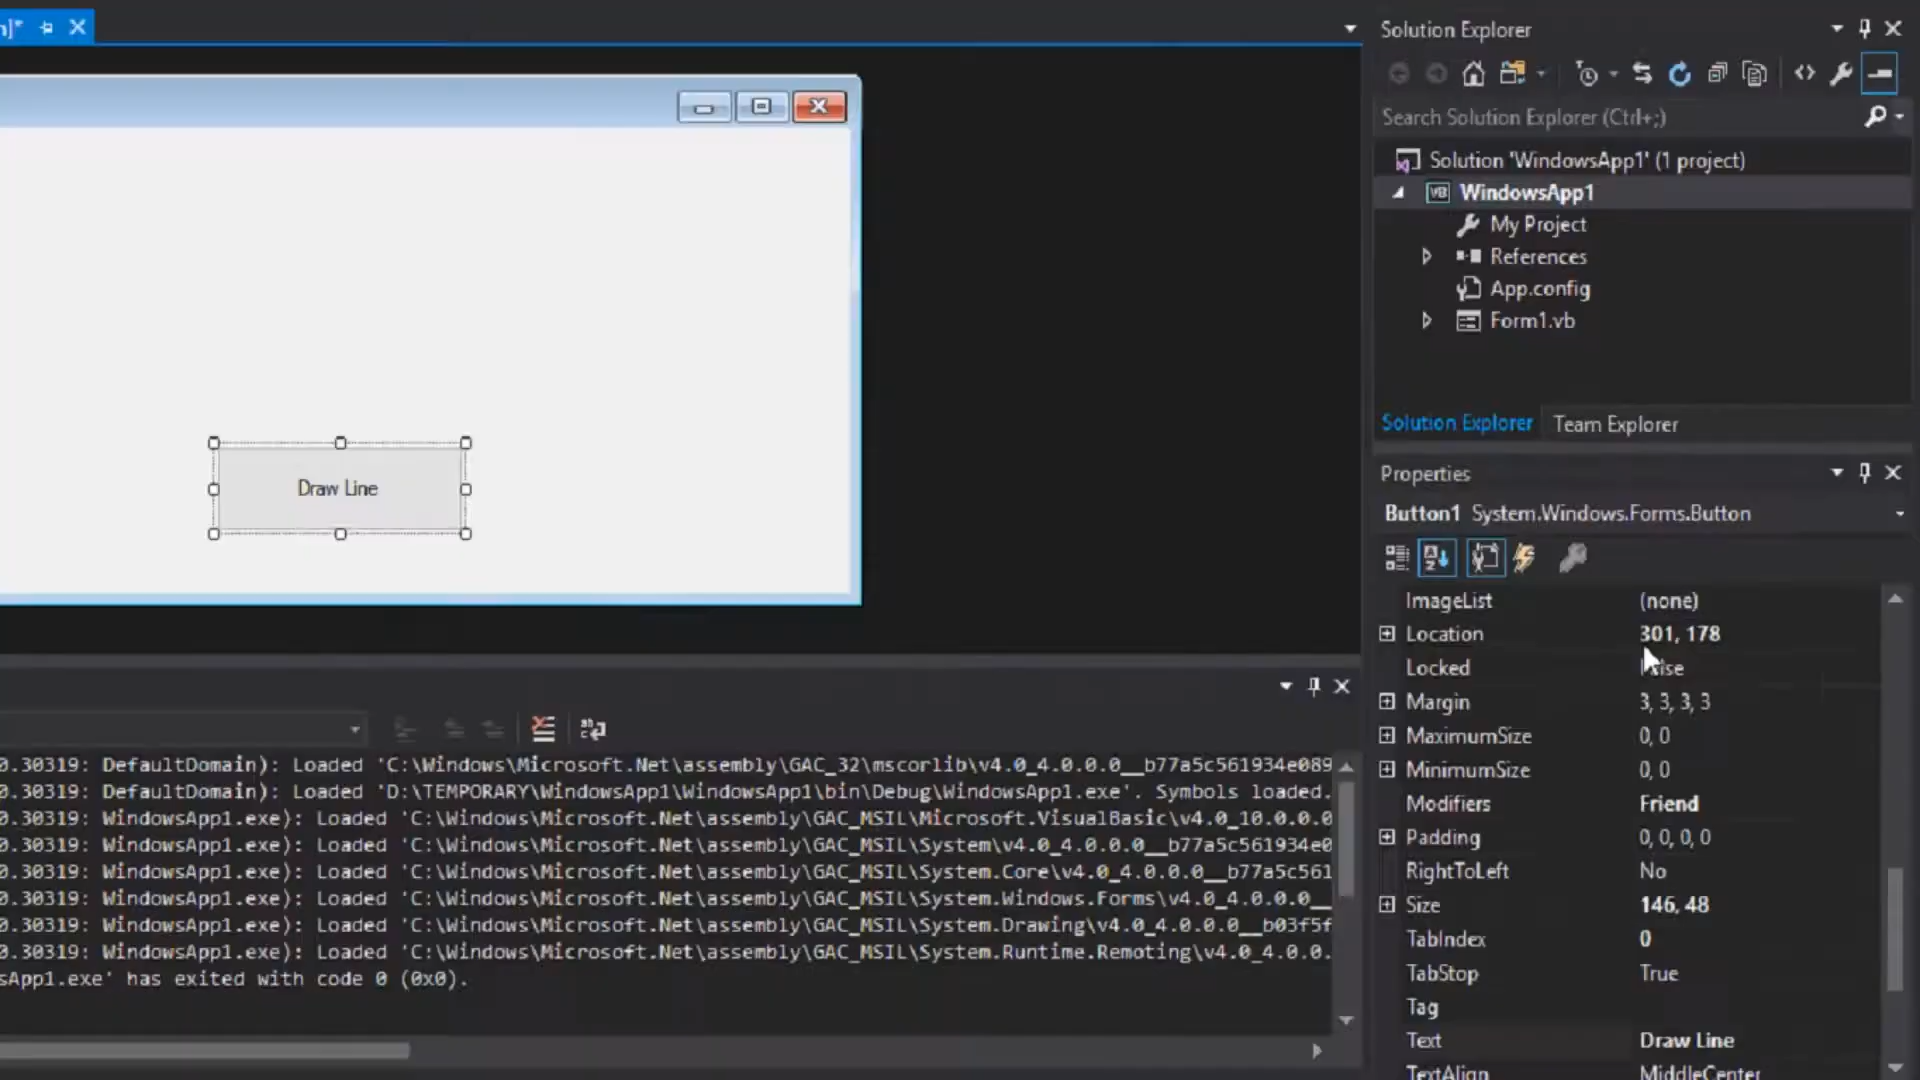 Solution Explorer
Search Solution Explorer (Ctrl+;)
Solution 'WindowsApp1' (1 project)
WindowsApp1
My Project
References
App.config
Form1.vb
Solution Explorer Team Explorer
Draw Line
Properties
Button1 System.Windows.Forms.Button
ImageList (none)
Location 301, 178
Locked
Margin 3, 3, 3, 3
MaximumSize 0, 0
MinimumSize 0, 0
Modifiers Friend
Padding 0, 0, 0, 0
RightToLeft No
Size 146, 48
TabIndex 0
TabStop True
Tag
Text Draw Line
TextAlign MiddleCenter
0.30319: DefaultDomain): Loaded 'C:\Windows\Microsoft.Net\assembly\GAC_32\mscorlib\v4.0_4.0.0.0__b77a5c561934e089
0.30319: DefaultDomain): Loaded 'D:\TEMPORARY\WindowsApp1\WindowsApp1\bin\Debug\WindowsApp1.exe'. Symbols loaded.
0.30319: WindowsApp1.exe): Loaded 'C:\Windows\Microsoft.Net\assembly\GAC_MSIL\Microsoft.VisualBasic\v4.0_10.0.0.0
0.30319: WindowsApp1.exe): Loaded 'C:\Windows\Microsoft.Net\assembly\GAC_MSIL\System\v4.0_4.0.0.0__b77a5c561934e0
0.30319: WindowsApp1.exe): Loaded 'C:\Windows\Microsoft.Net\assembly\GAC_MSIL\System.Core\v4.0_4.0.0.0__b77a5c561
0.30319: WindowsApp1.exe): Loaded 'C:\Windows\Microsoft.Net\assembly\GAC_MSIL\System.Windows.Forms\v4.0_4.0.0.0__
0.30319: WindowsApp1.exe): Loaded 'C:\Windows\Microsoft.Net\assembly\GAC_MSIL\System.Drawing\v4.0_4.0.0.0__b03f5f
0.30319: WindowsApp1.exe): Loaded 'C:\Windows\Microsoft.Net\assembly\GAC_MSIL\System.Runtime.Remoting\v4.0_4.0.0.
sApp1.exe' has exited with code 0 (0x0).